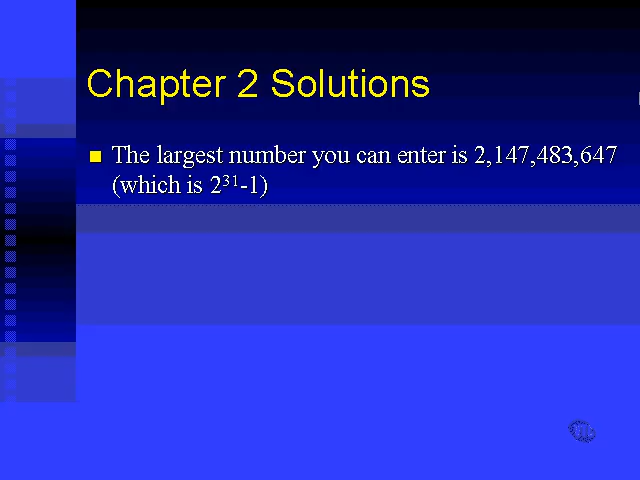 Chapter 2 Solutions
The largest number you can enter is 2,147,483,647
(which is 2³¹-1)